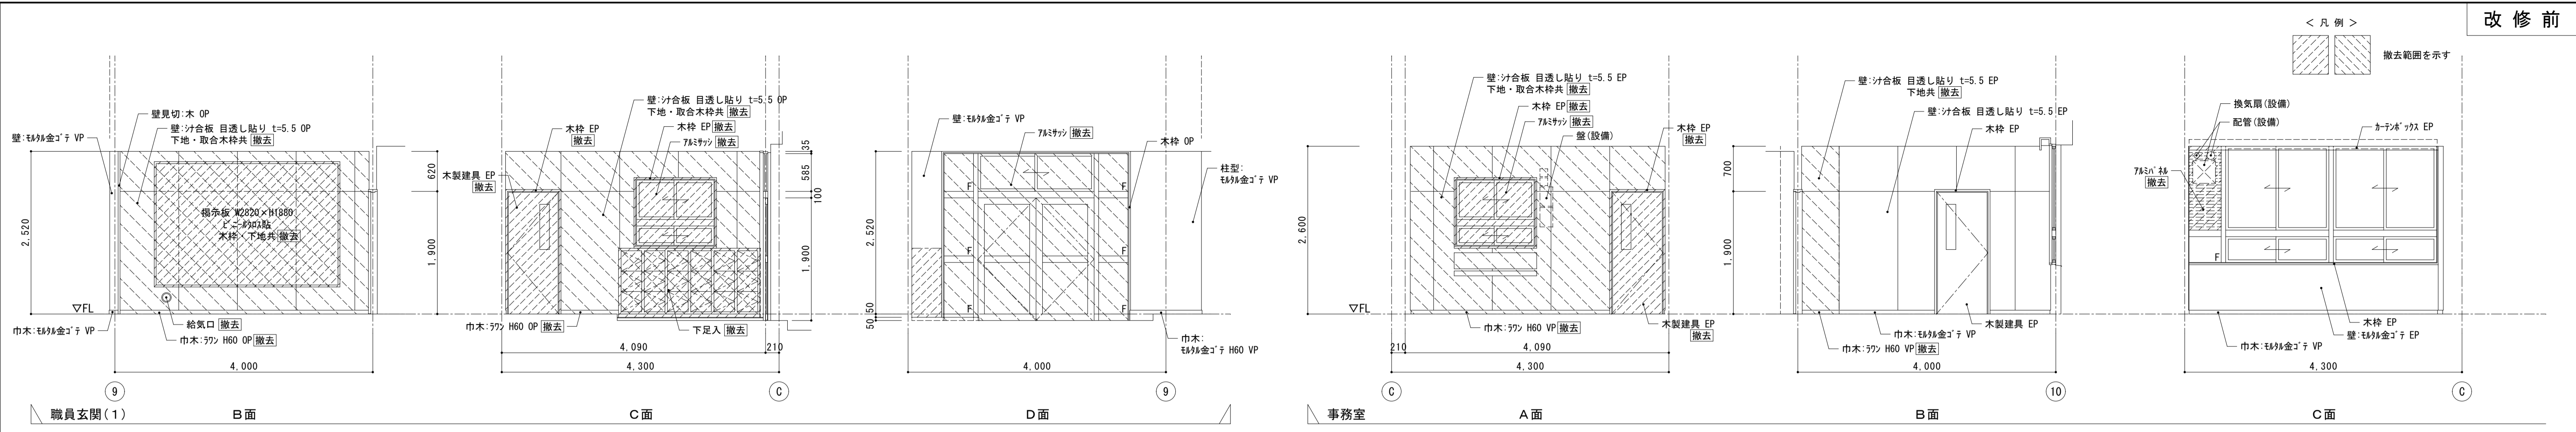 改修前
＜ 凡 例 ＞
撤去範囲を示す
壁見切:木 OP
壁:ｼﾅ合板 目透し貼り t=5.5 OP
下地・取合木枠共 撤去
壁:ﾓﾙﾀﾙ金ｺﾞﾃ VP
掲示板 W2820×H1880
ﾋﾞﾆｰﾙｸﾛｽ貼
木枠・下地共 撤去
2,520
▽FL
巾木:ﾓﾙﾀﾙ金ｺﾞﾃ VP
給気口 撤去
巾木:ﾗﾜﾝ H60 OP 撤去
4,000
9
職員玄関(1)
B面
壁:ｼﾅ合板 目透し貼り t=5.5 OP
下地・取合木枠共 撤去
木枠 EP
撤去
木枠 EP 撤去
ｱﾙﾐｻｯｼ 撤去
木製建具 EP
撤去
620
1,900
35
585
100
1,900
巾木:ﾗﾜﾝ H60 OP 撤去
下足入 撤去
4,090
210
4,300
C
C面
壁:ﾓﾙﾀﾙ金ｺﾞﾃ VP
ｱﾙﾐｻｯｼ 撤去
木枠 OP
柱型:
ﾓﾙﾀﾙ金ｺﾞﾃ VP
F
F
F
F
F
F
2,520
50
50
巾木:
ﾓﾙﾀﾙ金ｺﾞﾃ H60 VP
4,000
9
D面
壁:ｼﾅ合板 目透し貼り t=5.5 EP
下地・取合木枠共 撤去
木枠 EP 撤去
ｱﾙﾐｻｯｼ 撤去
盤(設備)
木枠 EP
撤去
2,600
▽FL
巾木:ﾗﾜﾝ H60 VP 撤去
木製建具 EP
撤去
210
4,090
4,300
C
事務室
A面
壁:ｼﾅ合板 目透し貼り t=5.5 EP
下地共 撤去
壁:ｼﾅ合板 目透し貼り t=5.5 EP
木枠 EP
700
1,900
巾木:ﾓﾙﾀﾙ金ｺﾞﾃ VP
木製建具 EP
巾木:ﾗﾜﾝ H60 VP 撤去
4,000
10
B面
換気扇(設備)
配管(設備)
ｶｰﾃﾝﾎﾞｯｸｽ EP
ｱﾙﾐﾊﾟﾈﾙ
撤去
F
木枠 EP
壁:ﾓﾙﾀﾙ金ｺﾞﾃ EP
巾木:ﾓﾙﾀﾙ金ｺﾞﾃ VP
4,300
C
C面